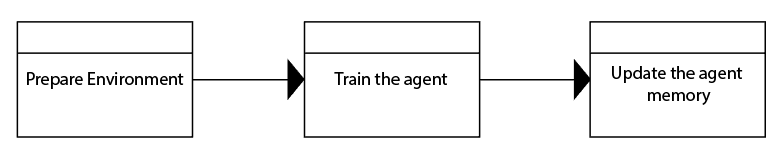 Prepare Environment
Train the agent
Update the agent
memory